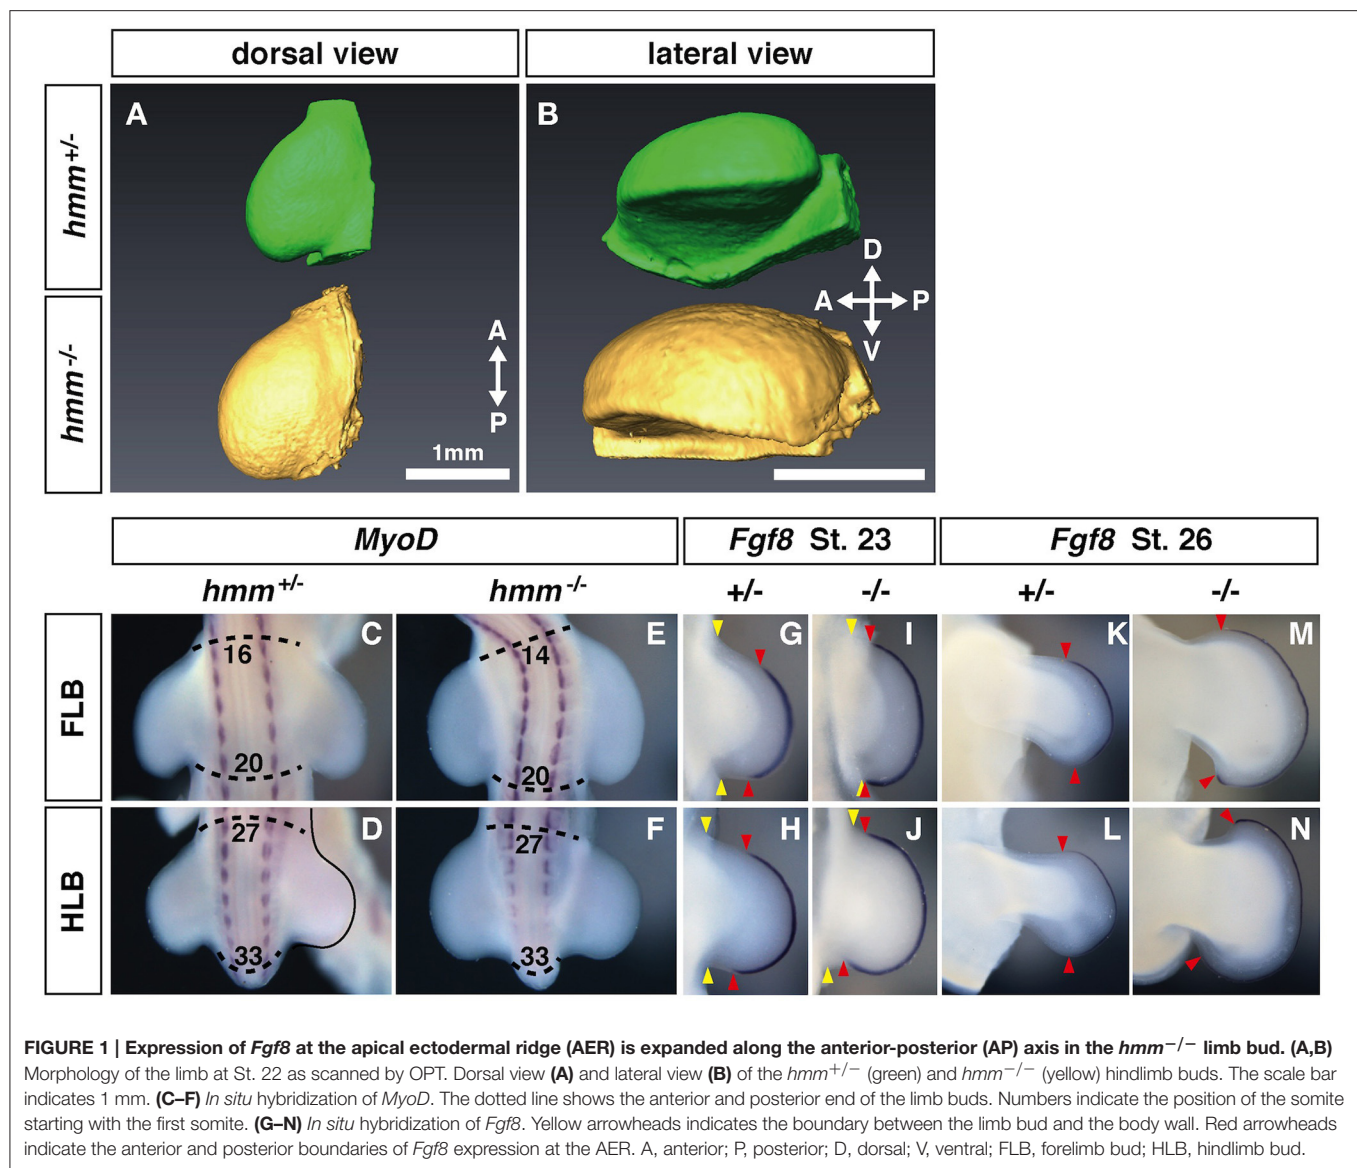 dorsal view
lateral view
hmm+/-
A
B
D
A P
V
hmm-/-
A
P
1mm
MyoD
Fgf8 St. 23
Fgf8 St. 26
hmm+/-
hmm-/-
+/-
-/-
+/-
-/-
FLB
C
16
20
E
14
20
G
I
K
M
HLB
D
27
33
F
27
33
H
J
L
N
FIGURE 1 | Expression of Fgf8 at the apical ectodermal ridge (AER) is expanded along the anterior-posterior (AP) axis in the hmm−/− limb bud. (A,B)
Morphology of the limb at St. 22 as scanned by OPT. Dorsal view (A) and lateral view (B) of the hmm+/− (green) and hmm−/− (yellow) hindlimb buds. The scale bar
indicates 1 mm. (C–F) In situ hybridization of MyoD. The dotted line shows the anterior and posterior end of the limb buds. Numbers indicate the position of the somite
starting with the first somite. (G–N) In situ hybridization of Fgf8. Yellow arrowheads indicates the boundary between the limb bud and the body wall. Red arrowheads
indicate the anterior and posterior boundaries of Fgf8 expression at the AER. A, anterior; P, posterior; D, dorsal; V, ventral; FLB, forelimb bud; HLB, hindlimb bud.